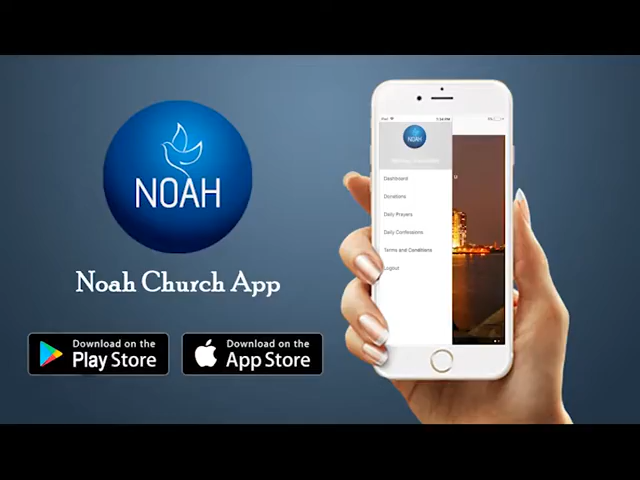 NOAH
Noah Church App
Download on the
Play Store
Download on the
App Store
NOAH
Dashboard
Donations
Daily Prayers
Daily Confessions
Terms and Conditions
Logout